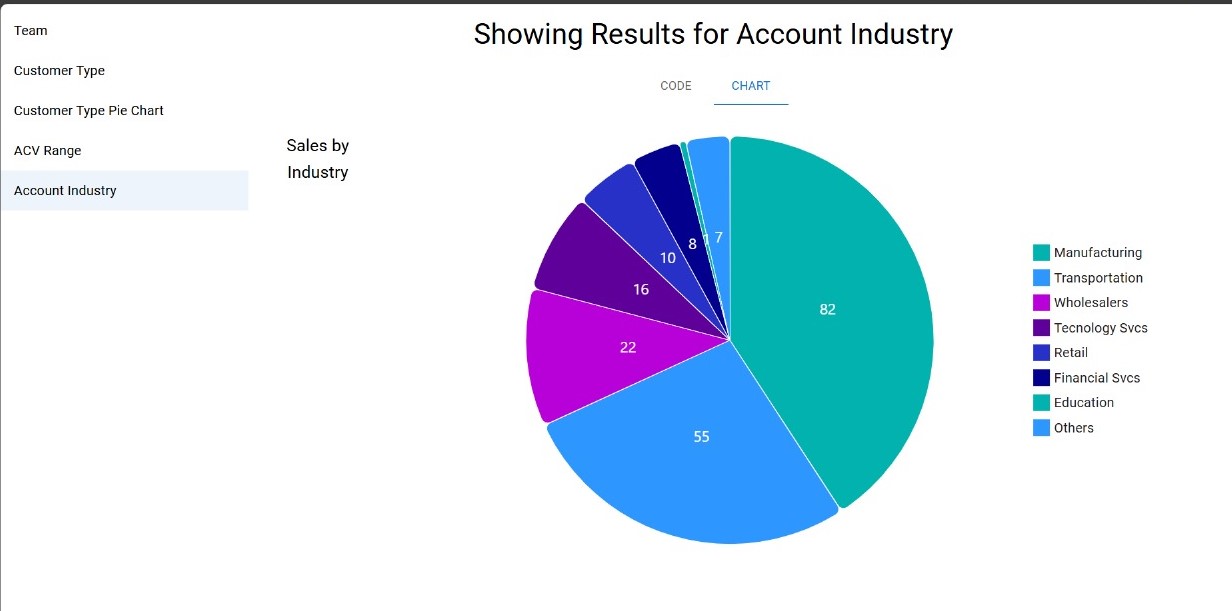 Team
Customer Type
Customer Type Pie Chart
ACV Range
Account Industry
Showing Results for Account Industry
CODE
CHART
Sales by
Industry
82
55
22
16
10
8
1
7
Manufacturing
Transportation
Wholesalers
Tecnology Svcs
Retail
Financial Svcs
Education
Others